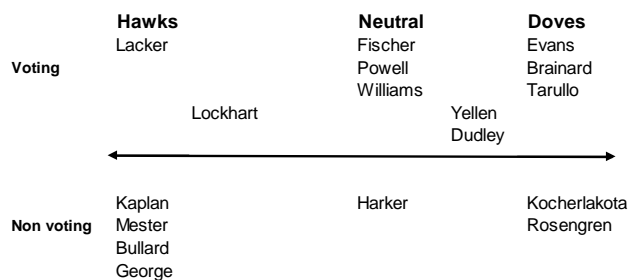 Hawks Neutral Doves
Lacker Fischer Evans
Voting Powell Brainard
Williams Tarullo
Lockhart Yellen
Dudley
Kaplan Harker Kocherlakota
Non voting Mester Rosengren
Bullard
George